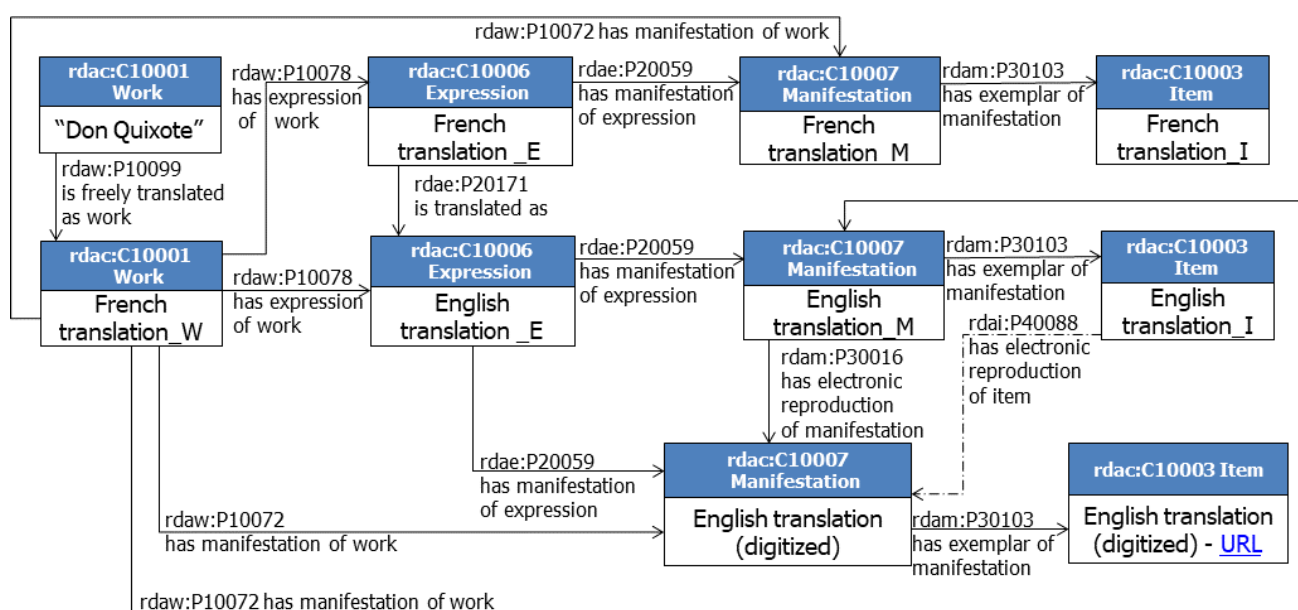 rdaw:P10072 has manifestation of work
rdac:C10001
Work
"Don Quixote"
rdaw:P10078
has expression
of work
rdac:C10006
Expression
French
translation _E
rdae:P20059
has manifestation
of expression
rdac:C10007
Manifestation
French
translation_M
rdam:P30103
has exemplar of
manifestation
rdac:C10003
Item
French
translation_I
rdaw:P10099
is freely translated
as work
rdae:P20171
is translated as
rdac:C10001
Work
French
translation_W
rdaw:P10078
has expression
of work
rdac:C10006
Expression
English
translation _E
rdae:P20059
has manifestation
of expression
rdac:C10007
Manifestation
English
translation_M
rdam:P30103
has exemplar of
manifestation
rdac:C10003
Item
English
translation_I
rdam:P30016
has electronic
reproduction
of manifestation
rdai:P40088
has electronic
reproduction
of item
rdae:P20059
has manifestation
of expression
rdaw:P10072
has manifestation of work
rdac:C10007
Manifestation
English translation
(digitized)
rdam:P30103
has exemplar of
manifestation
rdac:C10003 Item
English translation
(digitized) - URL
rdaw:P10072 has manifestation of work